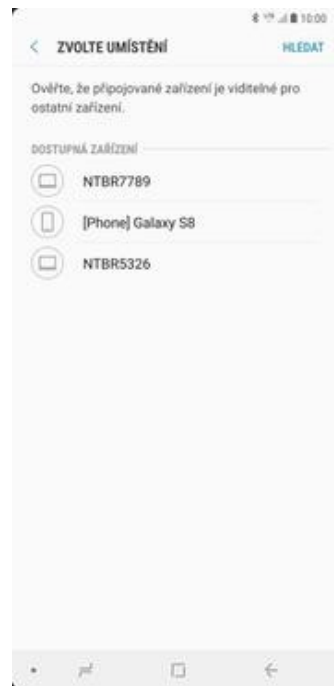 10:00
ZVOLTE UMÍSTĚNÍ
HLEDAT
Ověřte, že připojované zařízení je viditelné pro
ostatní zařízení.
DOSTUPNÁ ZAŘÍZENÍ
NTBR7789
[Phone] Galaxy S8
NTBR5326